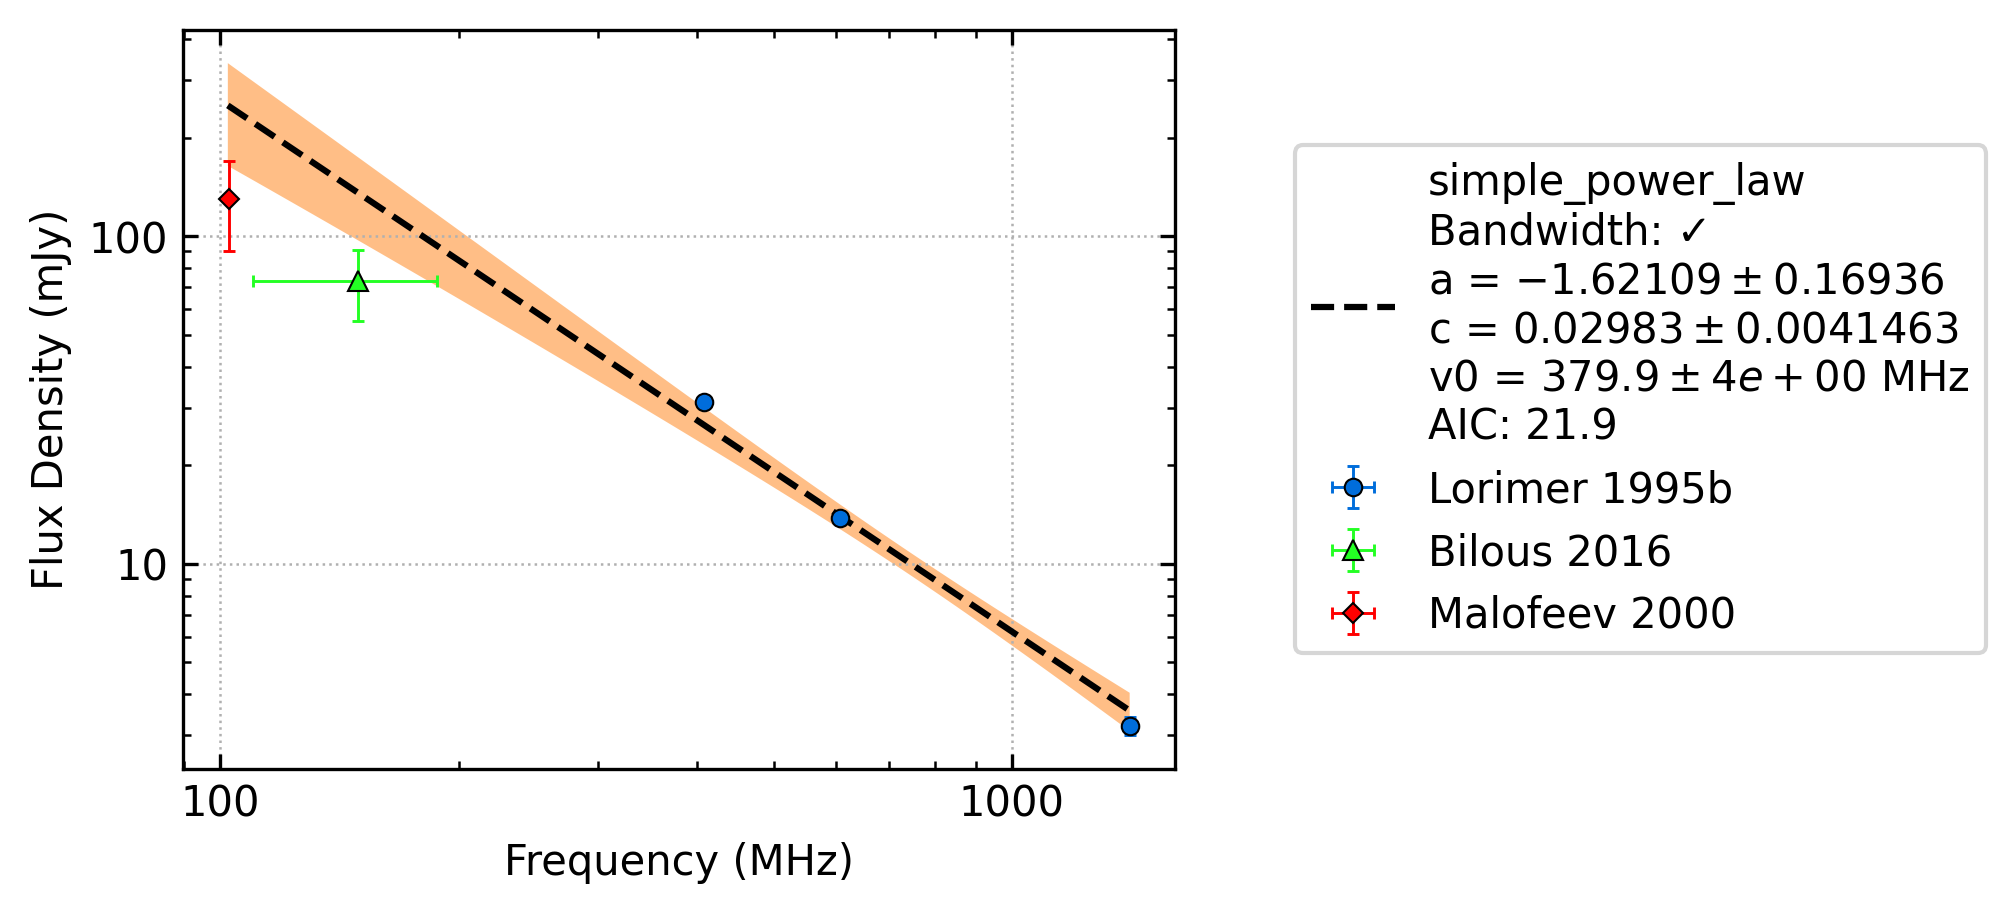 100
10
Flux Density (mJy)
100
1000
Frequency (MHz)
simple_power_law
Bandwidth: ✓
a = −1.62109 ± 0.16936
c = 0.02983 ± 0.0041463
v0 = 379.9 ± 4e + 00 MHz
AIC: 21.9
Lorimer 1995b
Bilous 2016
Malofeev 2000